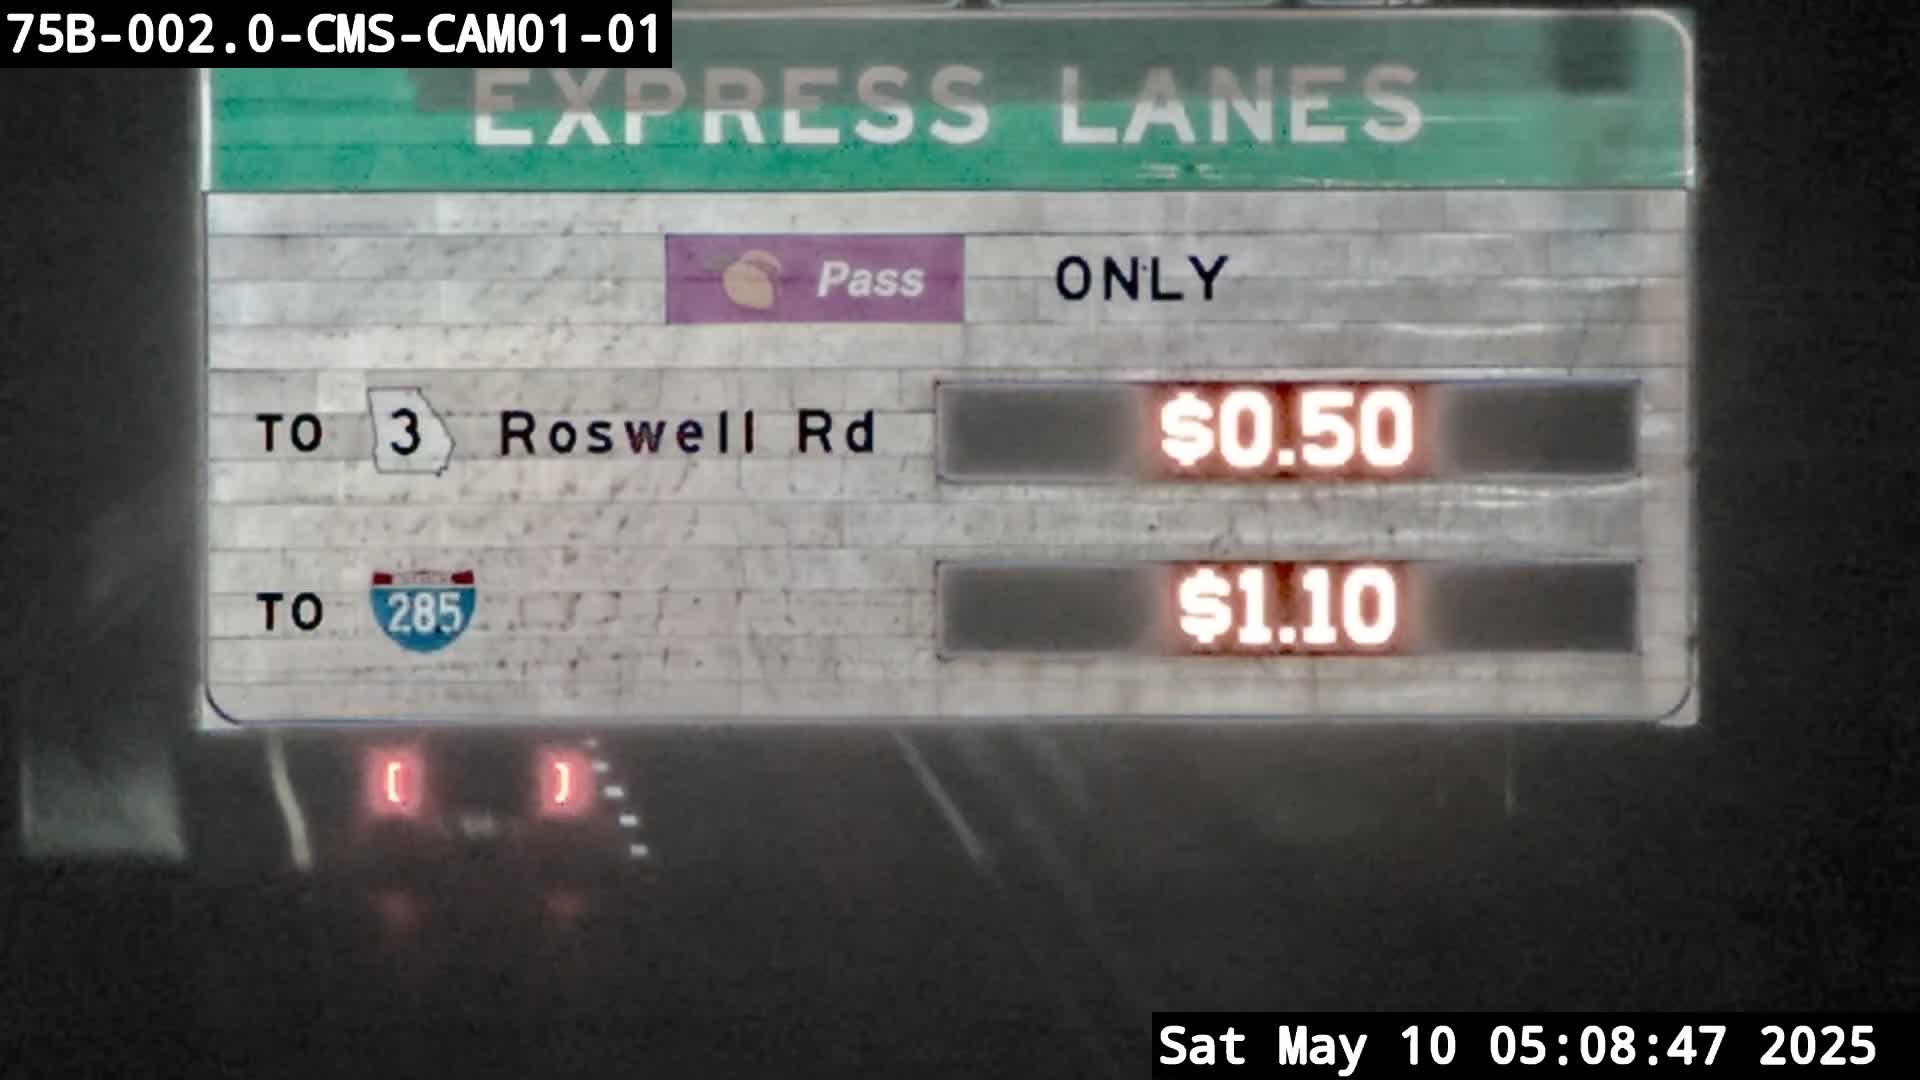 75B-002.0-CMS-CAM01-01
EXPRESS LANES
Pass ONLY
TO 3 Roswell Rd $0.50
TO 285 $1.10
Sat May 10 05:08:47 2025